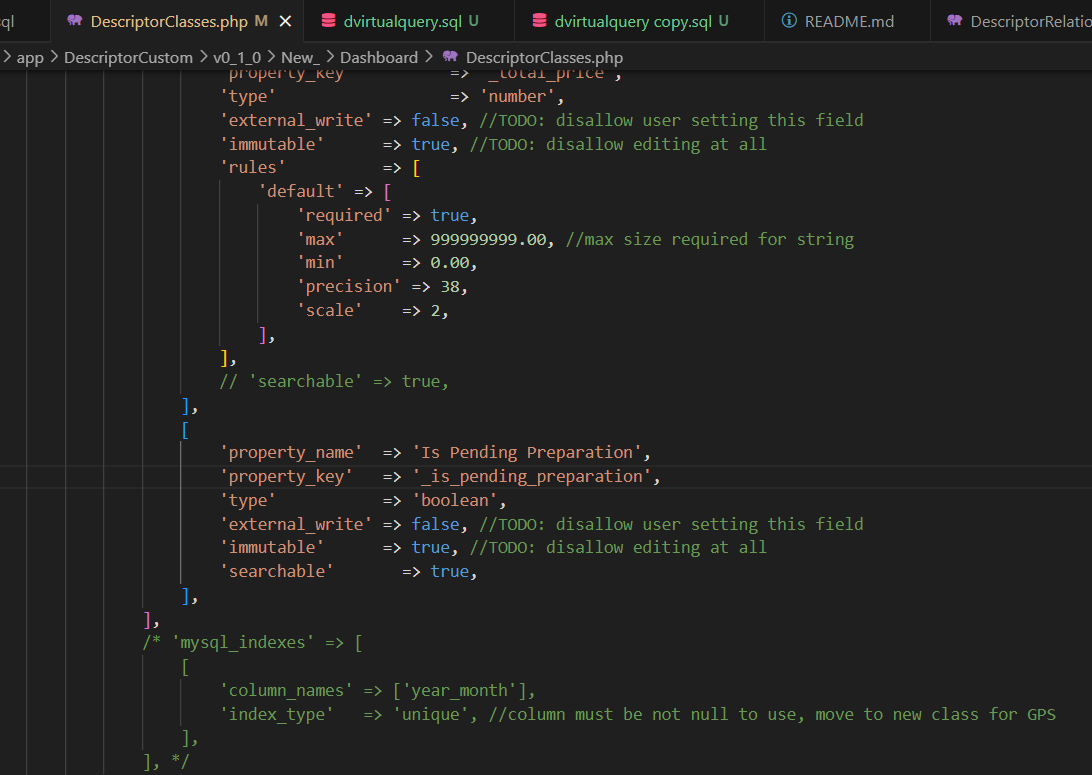 ql
DescriptorClasses.php M
dvirtualquery.sql U
dvirtualquery copy.sql U
README.md
DescriptorRelatio
> app > DescriptorCustom > v0_1_0 > New_ > Dashboard > DescriptorClasses.php
'property_key' => '_total_price',
'type' => 'number',
'external_write' => false, //TODO: disallow user setting this field
'immutable' => true, //TODO: disallow editing at all
'rules' => [
'default' => [
'required' => true,
'max' => 999999999.00, //max size required for string
'min' => 0.00,
'precision' => 38,
'scale' => 2,
],
],
// 'searchable' => true,
],
[
'property_name' => 'Is Pending Preparation',
'property_key' => '_is_pending_preparation',
'type' => 'boolean',
'external_write' => false, //TODO: disallow user setting this field
'immutable' => true, //TODO: disallow editing at all
'searchable' => true,
],
],
/* 'mysql_indexes' => [
[
'column_names' => ['year_month'],
'index_type' => 'unique', //column must be not null to use, move to new class for GPS
],
], */